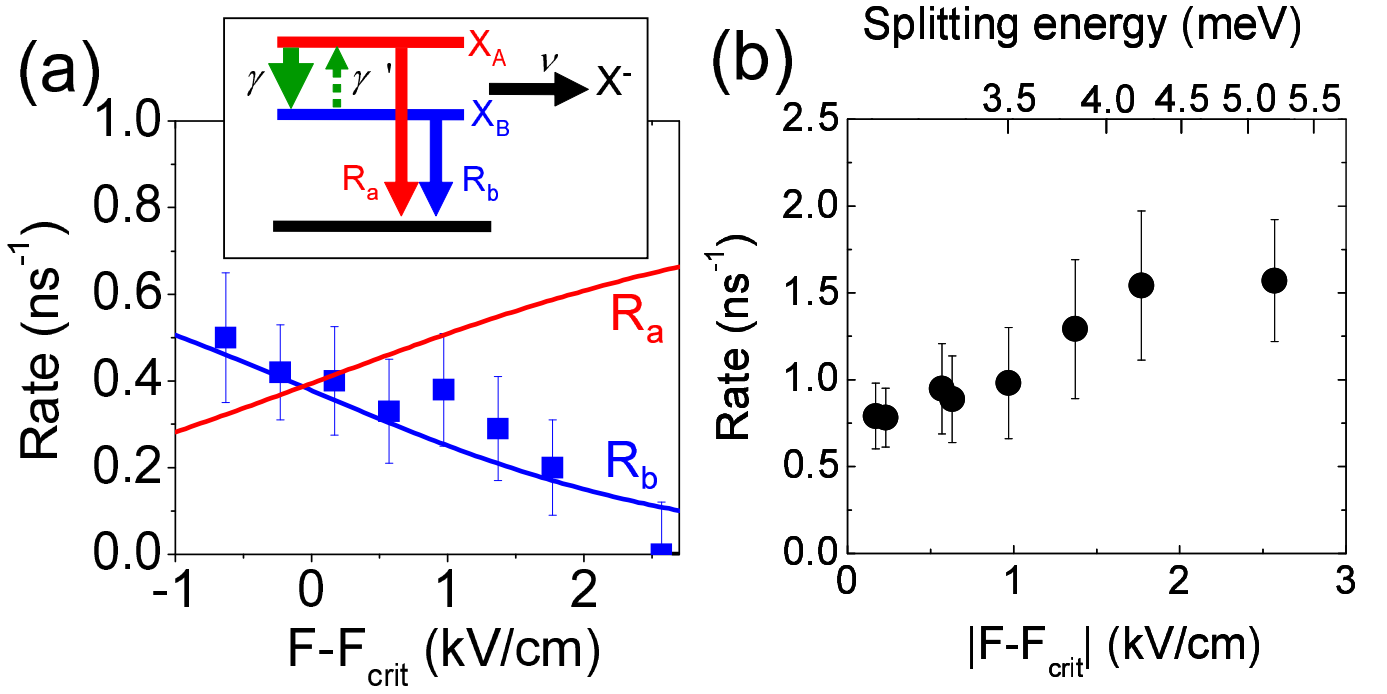 (a)
X_A
γ
γ '
ν
X^-
X_B
R_a
R_b
1.0
0.8
0.6
0.4
0.2
0.0
Rate (ns^-1)
R_a
R_b
-1 0 1 2
F-F_crit (kV/cm)
(b)
Splitting energy (meV)
3.5 4.0 4.5 5.0 5.5
2.5
2.0
1.5
1.0
0.5
0.0
Rate (ns^-1)
0 1 2 3
|F-F_crit| (kV/cm)